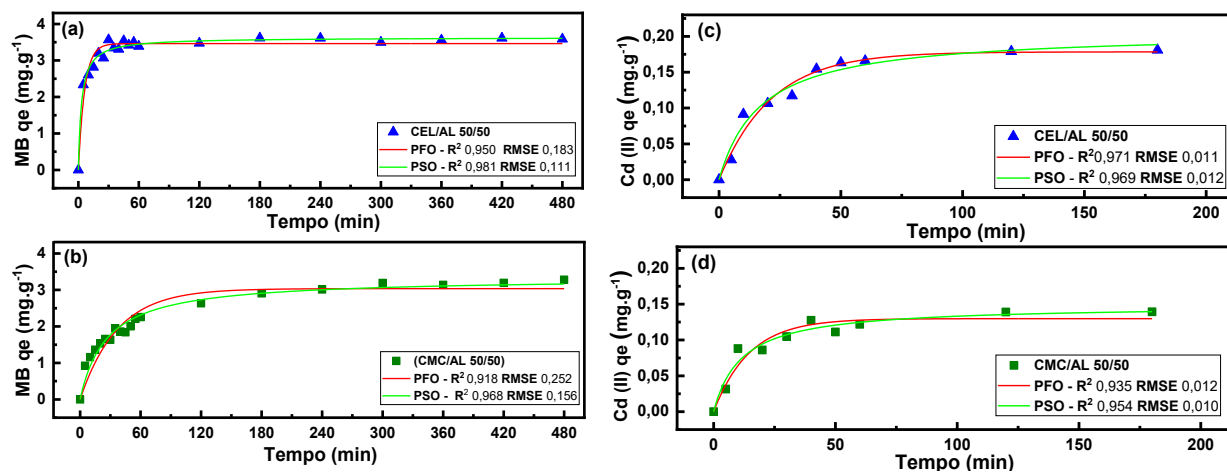 (a)
MB qe (mg.g⁻¹)
4
3
2
1
0
CEL/AL 50/50
PFO - R² 0,950 RMSE 0,183
PSO - R² 0,981 RMSE 0,111
0 60 120 180 240 300 360 420 480
Tempo (min)
(b)
MB qe (mg.g⁻¹)
4
3
2
1
0
(CMC/AL 50/50)
PFO - R² 0,918 RMSE 0,252
PSO - R² 0,968 RMSE 0,156
0 60 120 180 240 300 360 420 480
Tempo (min)
(c)
Cd (II) qe (mg.g⁻¹)
0,20
0,15
0,10
0,05
0,00
CEL/AL 50/50
PFO - R²0,971 RMSE 0,011
PSO - R² 0,969 RMSE 0,012
0 50 100 150 200
Tempo (min)
(d)
Cd (II) qe (mg.g⁻¹)
0,20
0,15
0,10
0,05
0,00
CMC/AL 50/50
PFO - R² 0,935 RMSE 0,012
PSO - R² 0,954 RMSE 0,010
0 50 100 150 200
Tempo (min)